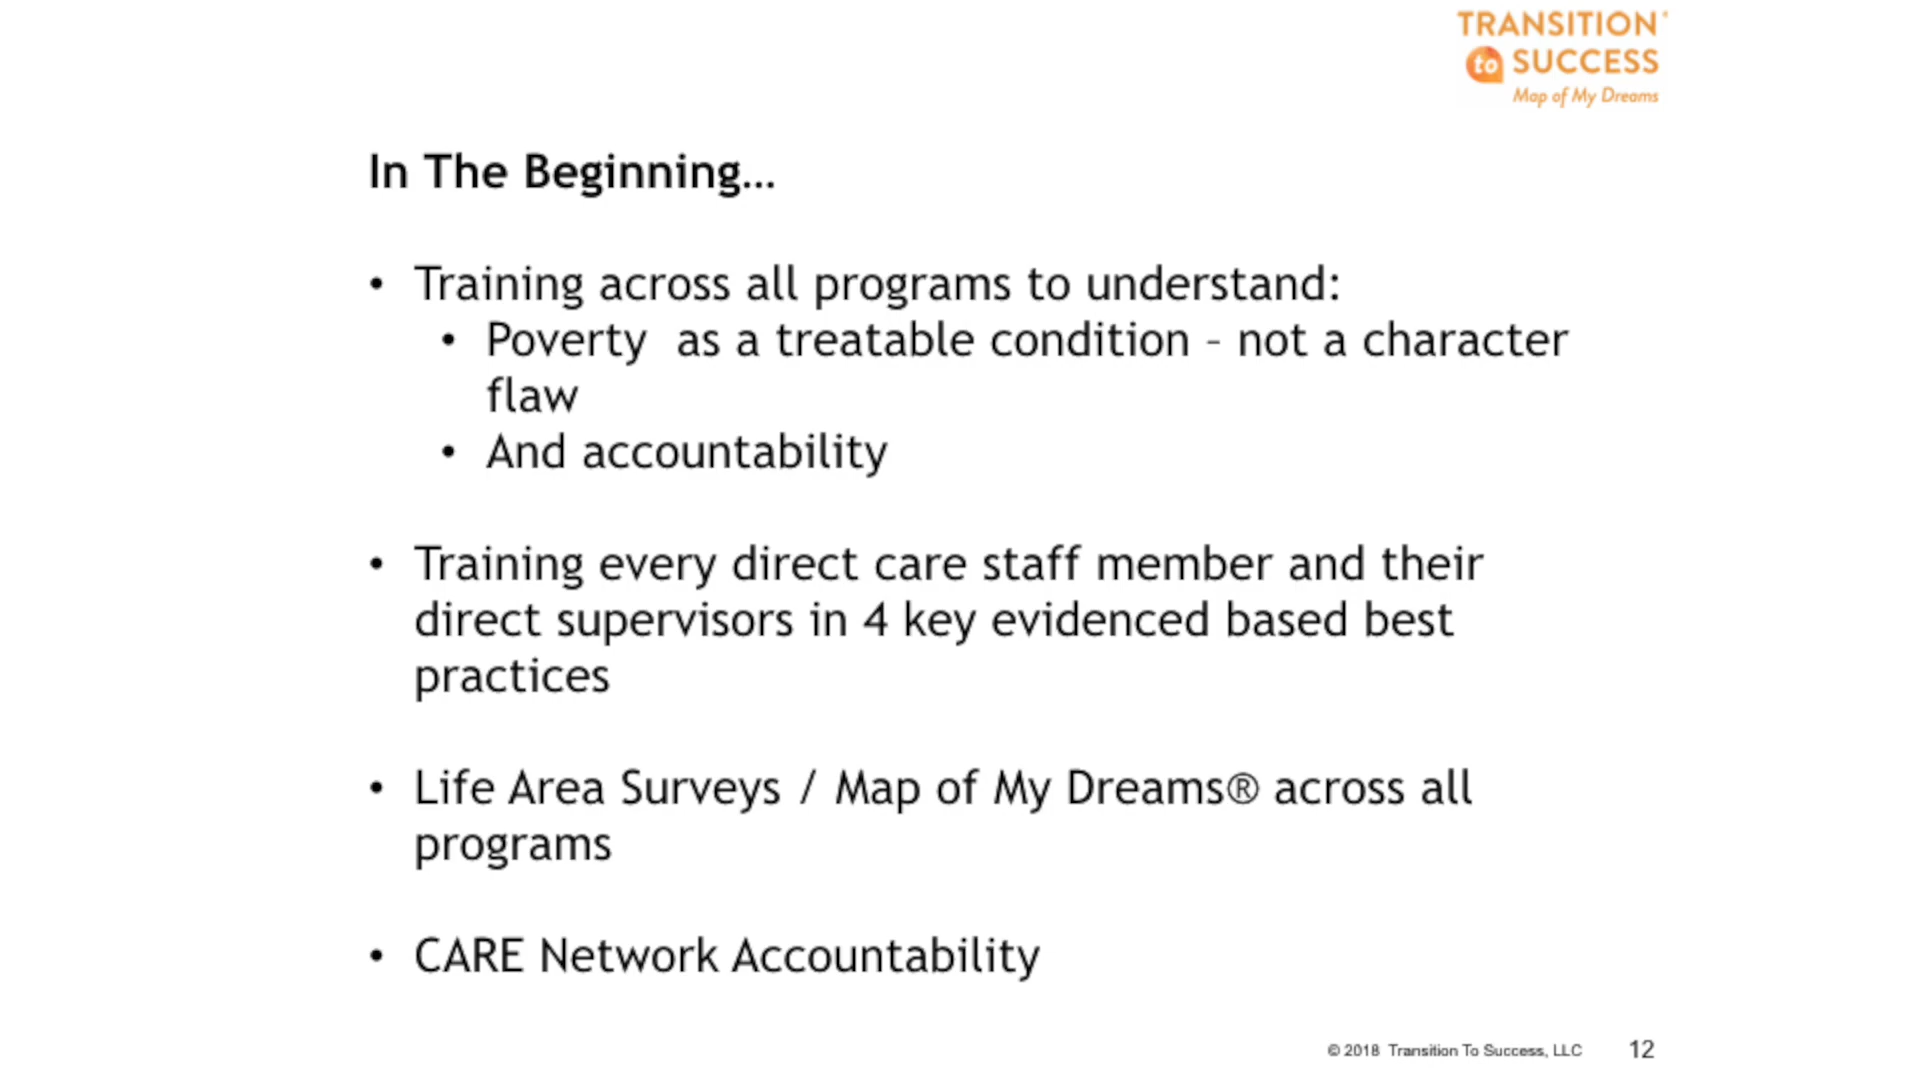 TRANSITION
to SUCCESS
Map of My Dreams
In The Beginning…
• Training across all programs to understand:
• Poverty  as a treatable condition – not a character
flaw
• And accountability
• Training every direct care staff member and their
direct supervisors in 4 key evidenced based best
practices
• Life Area Surveys / Map of My Dreams® across all
programs
• CARE Network Accountability
© 2018  Transition To Success, LLC 12